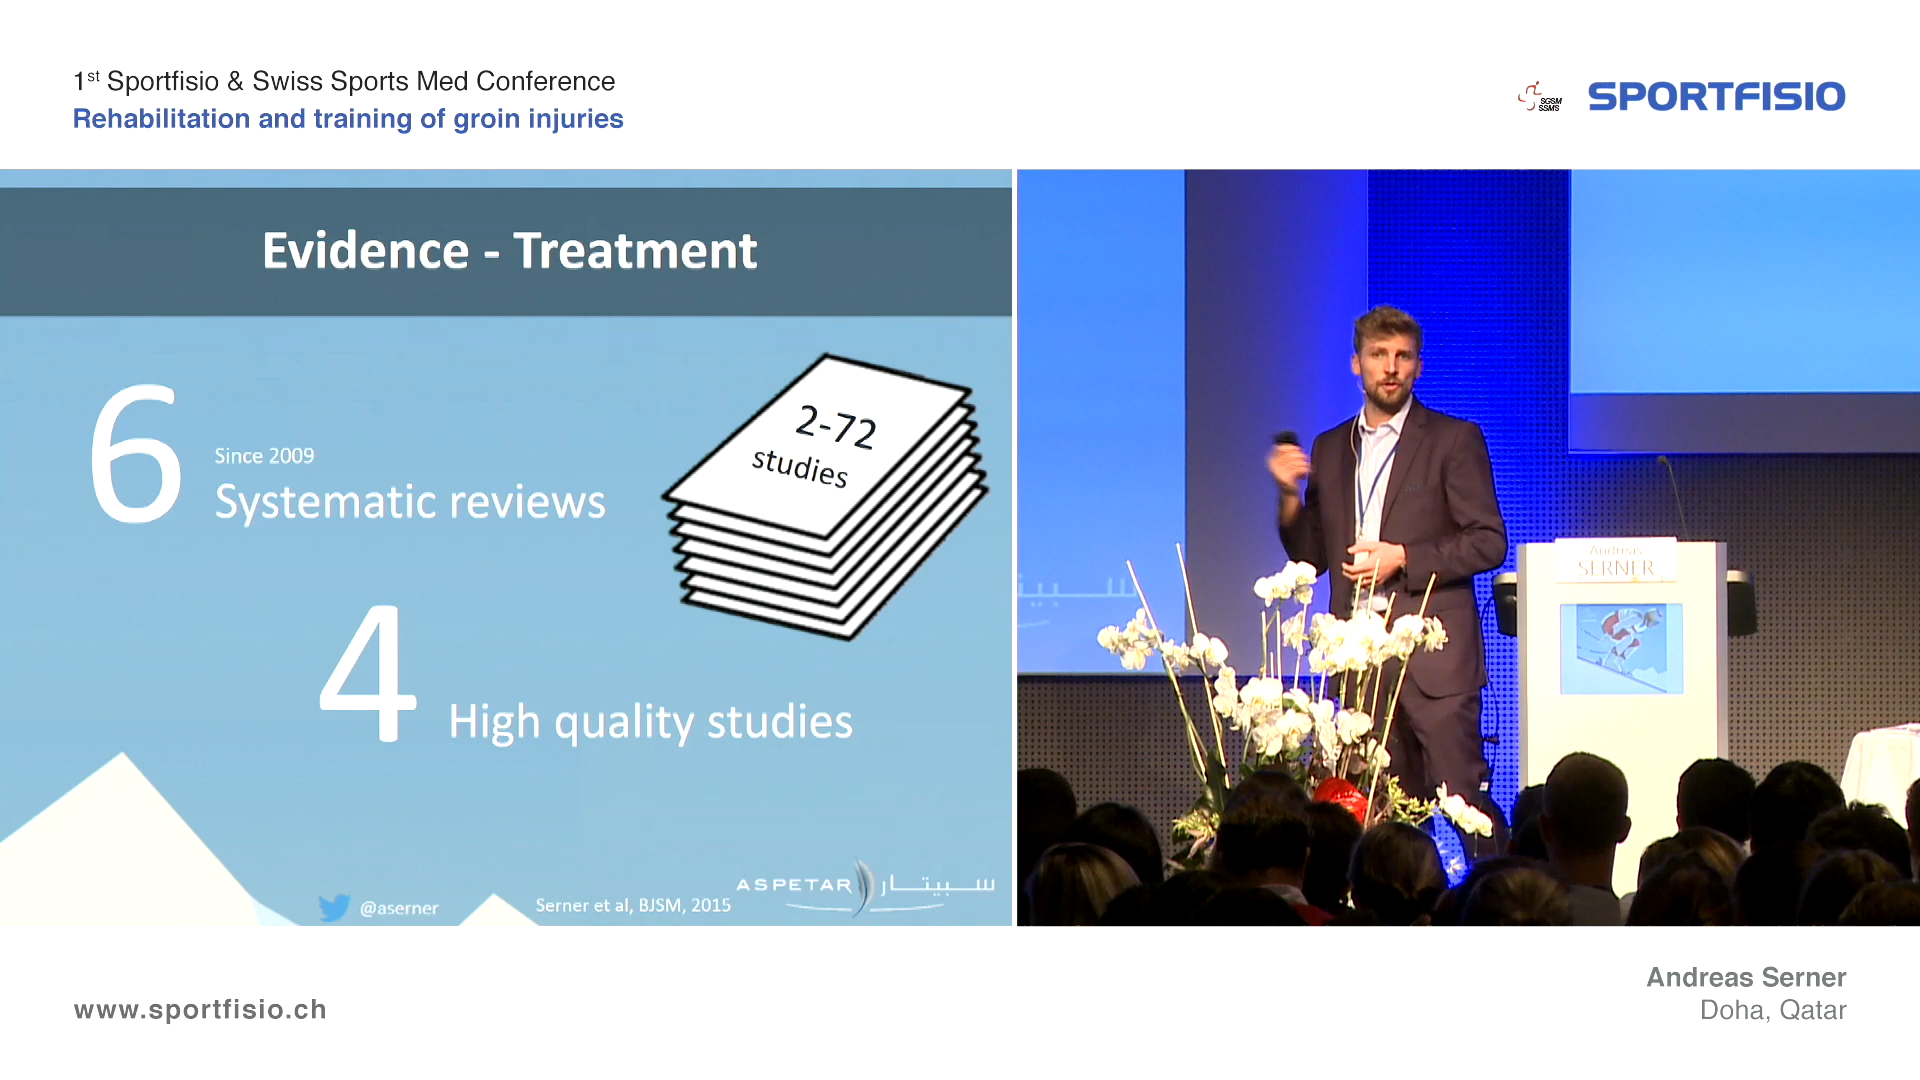 1st Sportfisio & Swiss Sports Med Conference
Rehabilitation and training of groin injuries
SGSM
SSMS
SPORTFISIO
Evidence - Treatment
6
Since 2009
Systematic reviews
2-72
studies
4
High quality studies
@aserner
Serner et al, BJSM, 2015
ASPETAR سبيتار
Andreas
SERNER
www.sportfisio.ch
Andreas Serner
Doha, Qatar